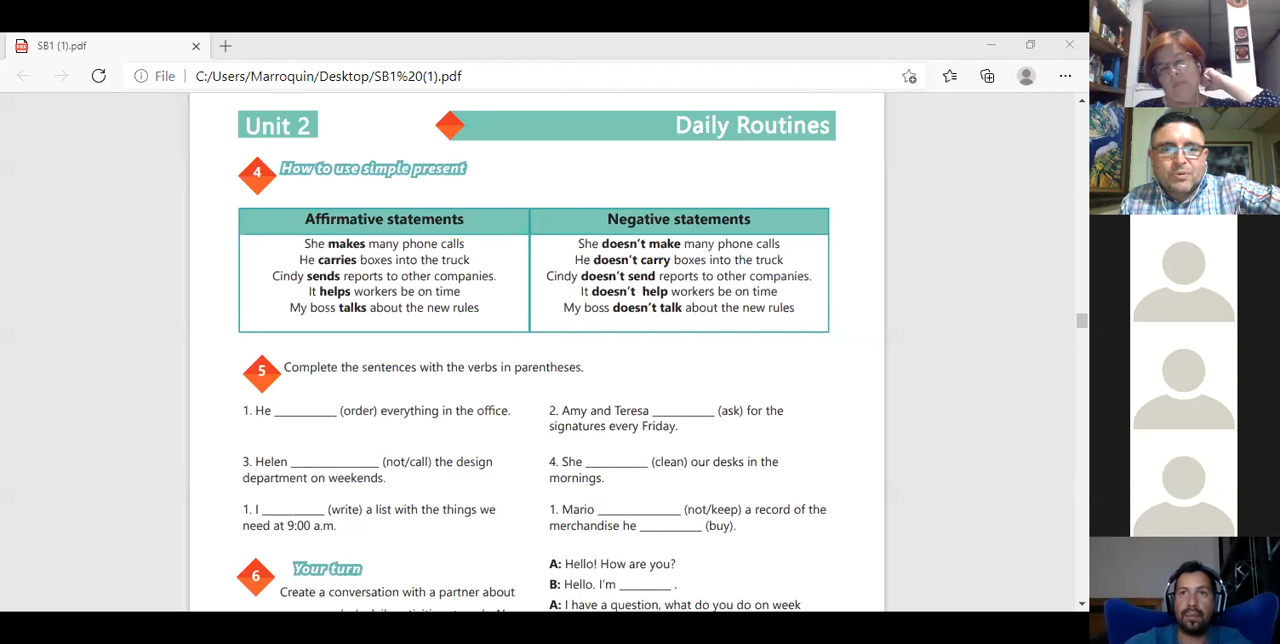 SB1 (1).pdf
File
C:/Users/Marroquin/Desktop/SB1%20(1).pdf
Unit 2
Daily Routines
4
How to use simple present
Affirmative statements
She makes many phone calls
He carries boxes into the truck
Cindy sends reports to other companies.
It helps workers be on time
My boss talks about the new rules
Negative statements
She doesn't make many phone calls
He doesn't carry boxes into the truck
Cindy doesn't send reports to other companies.
It doesn't help workers be on time
My boss doesn't talk about the new rules
5
Complete the sentences with the verbs in parentheses.
1. He _________ (order) everything in the office.
2. Amy and Teresa _________ (ask) for the
signatures every Friday.
3. Helen _____________ (not/call) the design
department on weekends.
4. She _________ (clean) our desks in the
mornings.
1. I _________ (write) a list with the things we
need at 9:00 a.m.
1. Mario ____________ (not/keep) a record of the
merchandise he _________ (buy).
6
Your turn
Create a conversation with a partner about
A: Hello! How are you?
B: Hello. I'm ________ .
A: I have a question, what do you do on week